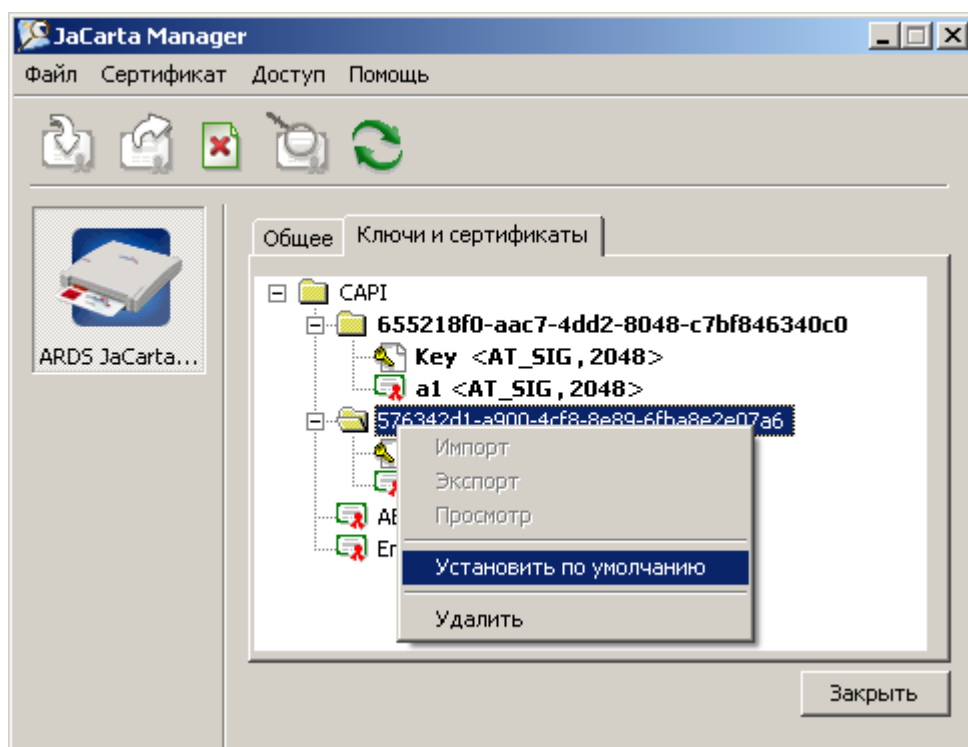 JaCarta Manager
Файл Сертификат Доступ Помощь
Общее Ключи и сертификаты
ARDS JaCarta...
CAPI
655218f0-aac7-4dd2-8048-c7bf846340c0
Key <AT_SIG,2048>
a1 <AT_SIG,2048>
576342d1-a900-4cf8-8e89-6fba8e2e07a6
Импорт
Экспорт
Просмотр
Установить по умолчанию
Удалить
Закрыть